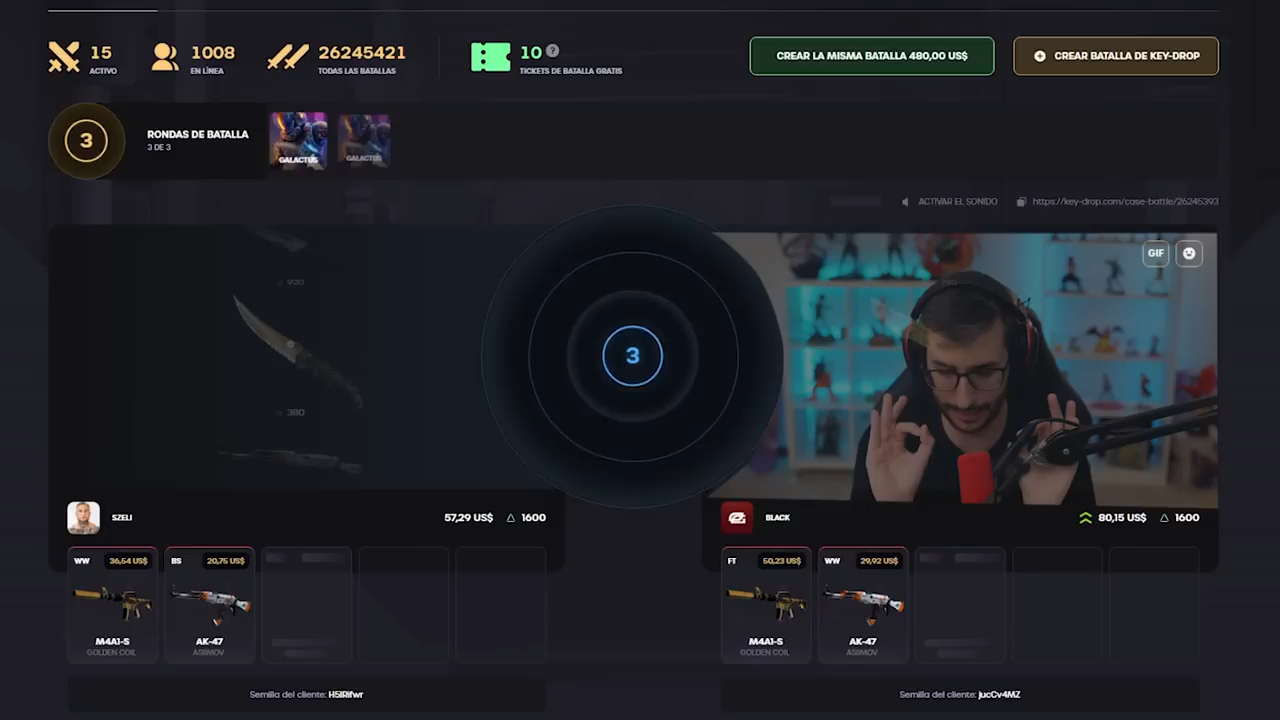 15
ACTIVO
1008
EN LÍNEA
26245421
TODAS LAS BATALLAS
10 ?
TICKETS DE BATALLA GRATIS
CREAR LA MISMA BATALLA 480,00 US$
CREAR BATALLA DE KEY-DROP
3
RONDAS DE BATALLA
3 DE 3
GALACTUS
GALACTUS
ACTIVAR EL SONIDO
https://key-drop.com/case-battle/26245393
920
380
3
GIF
SZELI
57,29 US$
1600
BLACK
80,15 US$
1600
WW 36,54 US$
M4A1-S
GOLDEN COIL
BS 20,75 US$
AK-47
ASIIMOV
FT 50,23 US$
M4A1-S
GOLDEN COIL
WW 29,92 US$
AK-47
ASIIMOV
Semilla del cliente:
Semilla del cliente: jucCv4MZ